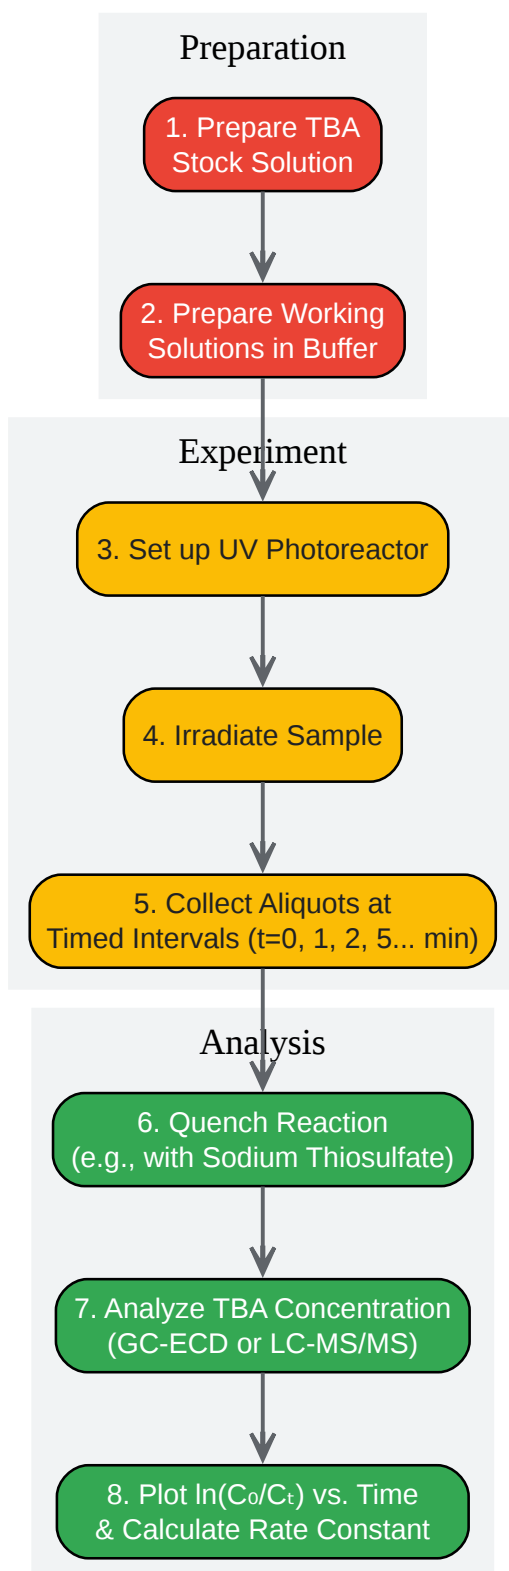 Preparation
1. Prepare TBA
Stock Solution
2. Prepare Working
Solutions in Buffer
Experiment
3. Set up UV Photoreactor
4. Irradiate Sample
5. Collect Aliquots at
Timed Intervals (t=0, 1, 2, 5... min)
Analysis
6. Quench Reaction
(e.g., with Sodium Thiosulfate)
7. Analyze TBA Concentration
(GC-ECD or LC-MS/MS)
8. Plot ln(C₀/Cₜ) vs. Time
& Calculate Rate Constant